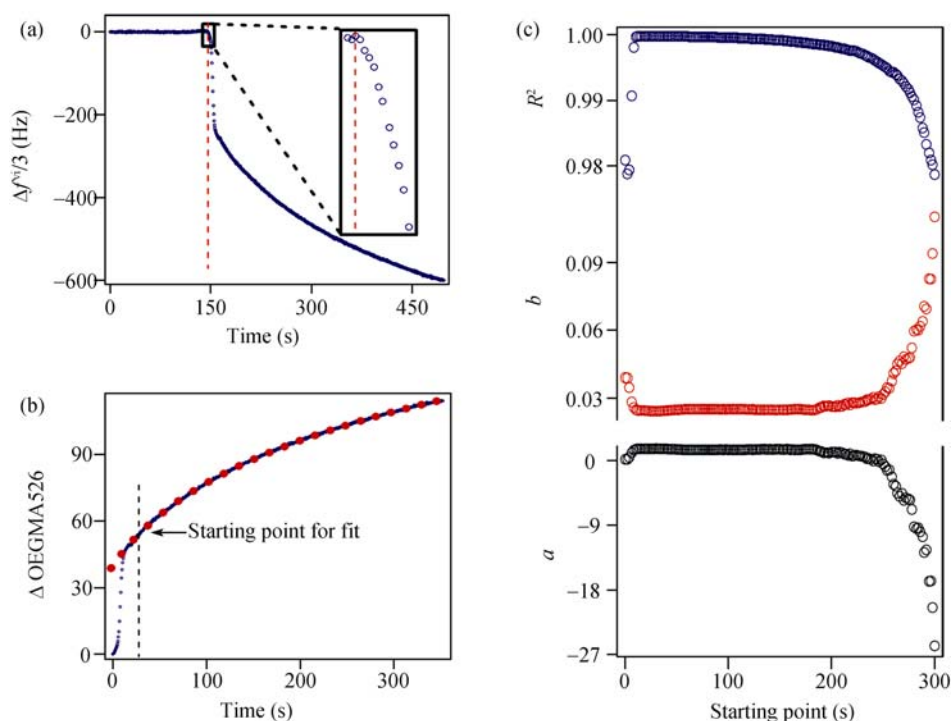 (a)
0
−200
−400
−600
Δf^vi/3 (Hz)
0 150 300 450
Time (s)
(b)
90
60
30
0
Δ OEGMA526
Starting point for fit
0 100 200 300
Time (s)
(c)
1.00
0.99
0.98
R²
0.09
0.06
0.03
b
0
−9
−18
−27
a
0 100 200 300
Starting point (s)